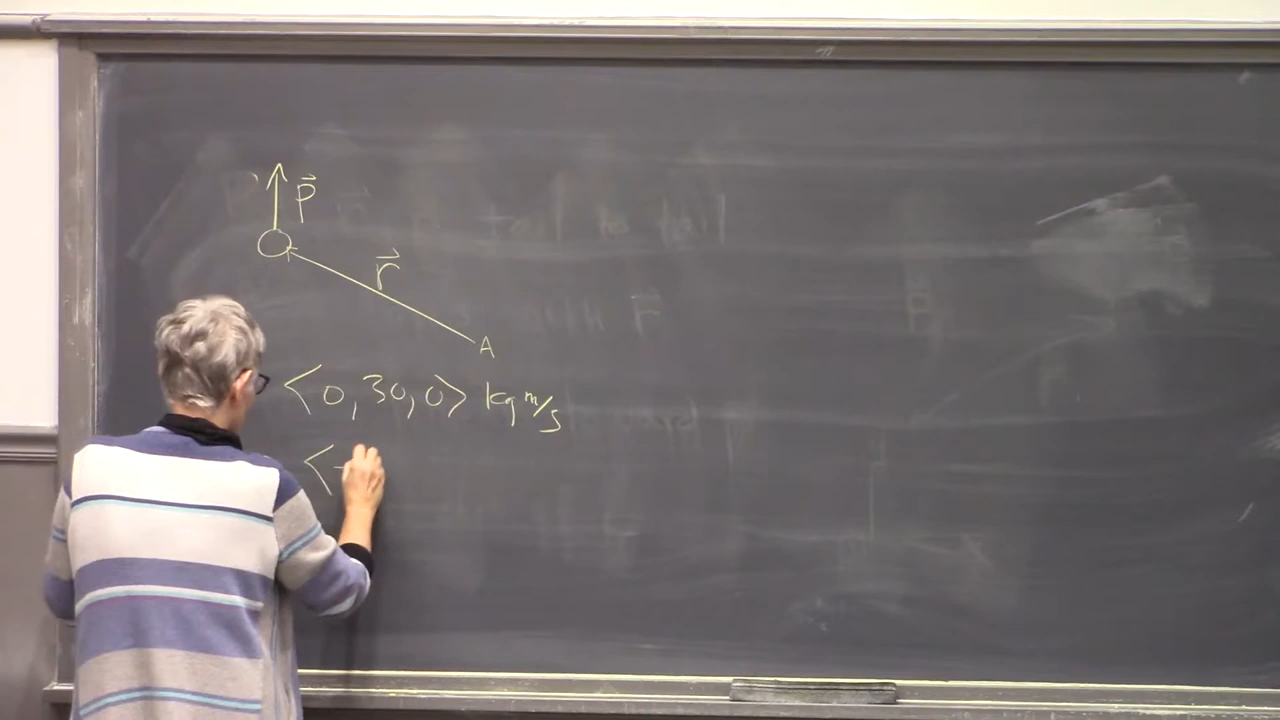 p⃗
r⃗
A
<0,30,0> kg m/s
<-